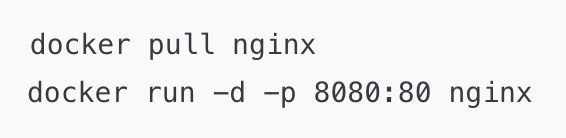 docker pull nginx
docker run -d -p 8080:80 nginx